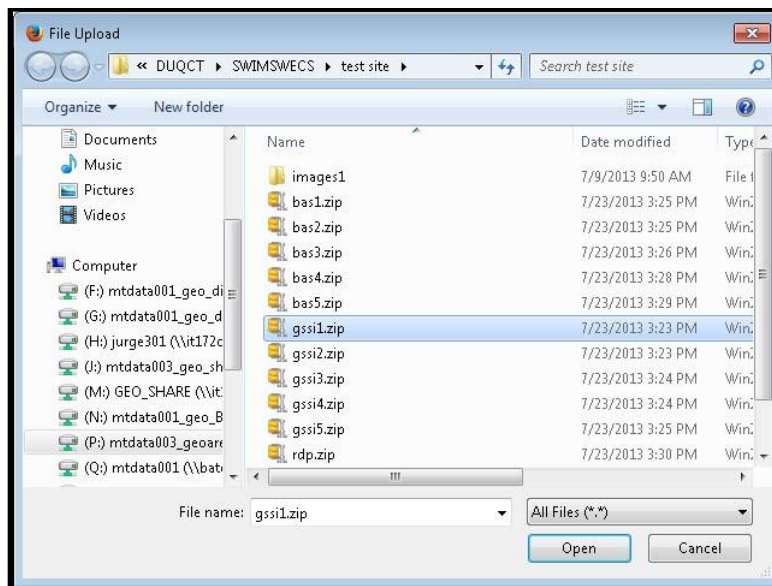 File Upload
« DUQCT ▸ SWIMSWECS ▸ test site ▸
Search test site
Organize
New folder
Documents
Music
Pictures
Videos
Computer
(F:) mtdata001_geo_di
(G:) mtdata001_geo_d
(H:) jurge301 (\\it172c
(J:) mtdata003_geo_sh
(M:) GEO_SHARE (\\it
(N:) mtdata001_geo_B
(P:) mtdata003_geoare
(Q:) mtdata001 (\\bat
Name Date modified Type
images1 7/9/2013 9:50 AM File f
bas1.zip 7/23/2013 3:25 PM Win
bas2.zip 7/23/2013 3:25 PM Win
bas3.zip 7/23/2013 3:26 PM Win
bas4.zip 7/23/2013 3:28 PM Win
bas5.zip 7/23/2013 3:29 PM Win
gssi1.zip 7/23/2013 3:23 PM Win
gssi2.zip 7/23/2013 3:23 PM Win
gssi3.zip 7/23/2013 3:24 PM Win
gssi4.zip 7/23/2013 3:24 PM Win
gssi5.zip 7/23/2013 3:25 PM Win
rdp.zip 7/23/2013 3:30 PM Win
File name: gssi1.zip
All Files (*.*)
Open
Cancel